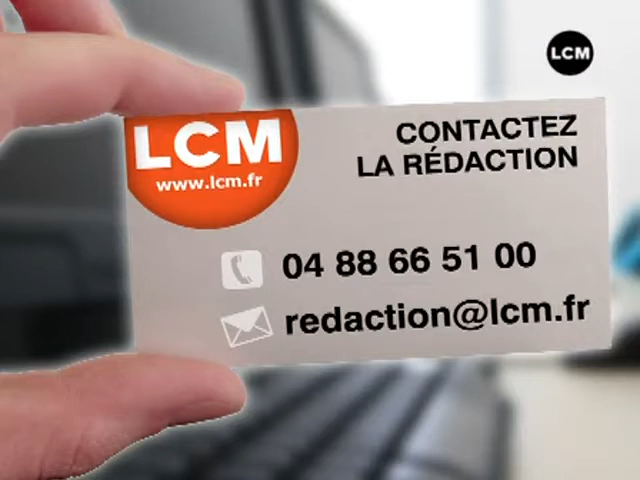 LCM
LCM
www.lcm.fr
CONTACTEZ
LA RÉDACTION
04 88 66 51 00
redaction@lcm.fr